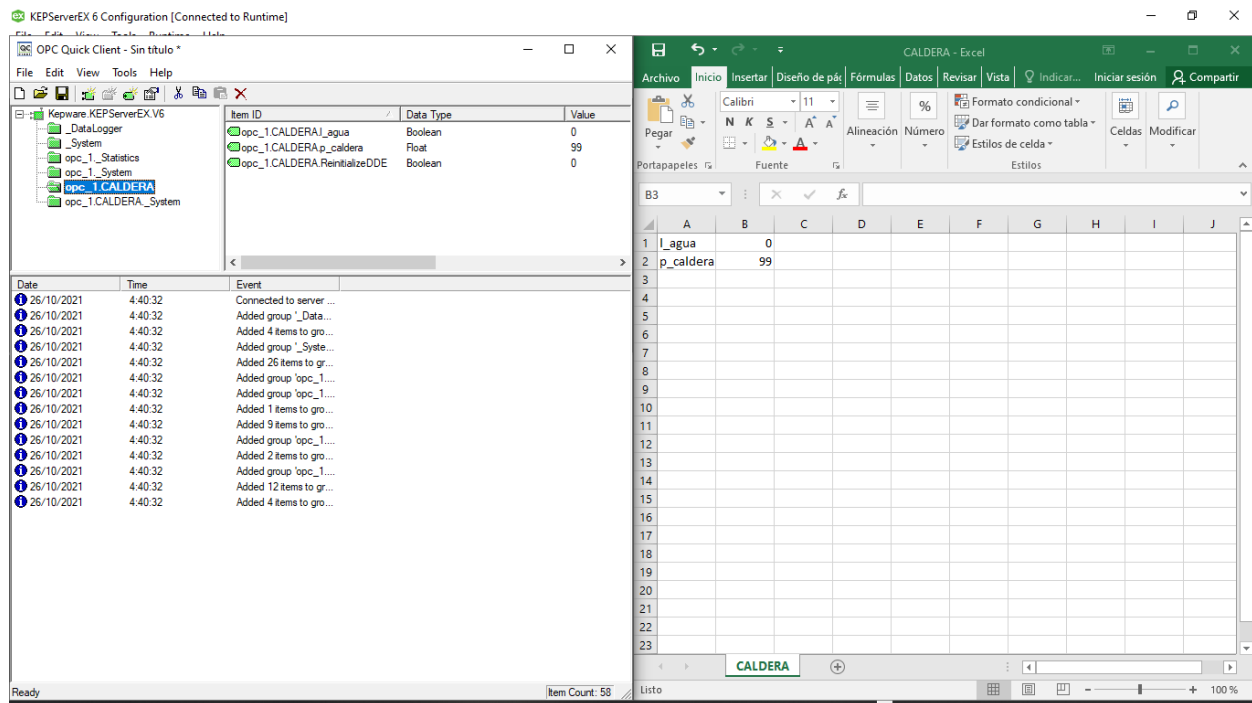 KEPServerEX 6 Configuration [Connected to Runtime]
OPC Quick Client - Sin título *
File Edit View Tools Help
Kepware.KEPServerEX.V6
_DataLogger
_System
opc_1._Statistics
opc_1._System
opc_1.CALDERA
opc_1.CALDERA._System
Item ID Data Type Value
opc_1.CALDERA.l_agua Boolean 0
opc_1.CALDERA.p_caldera Float 99
opc_1.CALDERA.ReinitializeDDE Boolean 0
Date Time Event
26/10/2021 4:40:32 Connected to server ...
26/10/2021 4:40:32 Added group '_Data...
26/10/2021 4:40:32 Added 4 items to gro...
26/10/2021 4:40:32 Added group '_Syste...
26/10/2021 4:40:32 Added 26 items to gr...
26/10/2021 4:40:32 Added group 'opc_1....
26/10/2021 4:40:32 Added group 'opc_1....
26/10/2021 4:40:32 Added 1 items to gro...
26/10/2021 4:40:32 Added 9 items to gro...
26/10/2021 4:40:32 Added group 'opc_1....
26/10/2021 4:40:32 Added 2 items to gro...
26/10/2021 4:40:32 Added group 'opc_1....
26/10/2021 4:40:32 Added 12 items to gr...
26/10/2021 4:40:32 Added 4 items to gro...
Ready Item Count: 58
CALDERA - Excel
Archivo Inicio Insertar Diseño de pág Fórmulas Datos Revisar Vista Indicar... Iniciar sesión Compartir
Pegar
Calibri 11
N K S A A
A
Alineación
%
Número
Formato condicional
Dar formato como tabla
Estilos de celda
Celdas Modificar
Portapapeles Fuente Estilos
B3 fx
A B C D E F G H I J
1 l_agua 0
2 p_caldera 99
3
4
5
6
7
8
9
10
11
12
13
14
15
16
17
18
19
20
21
22
23
CALDERA
Listo 100 %